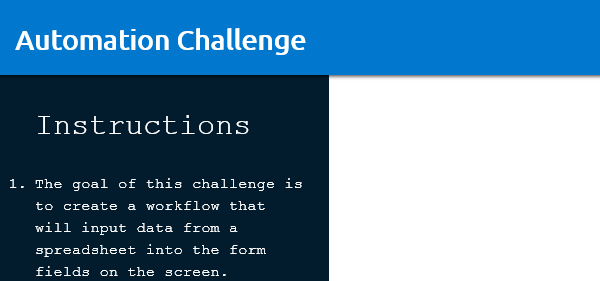 Automation Challenge
Instructions
1. The goal of this challenge is
to create a workflow that
will input data from a
spreadsheet into the form
fields on the screen.